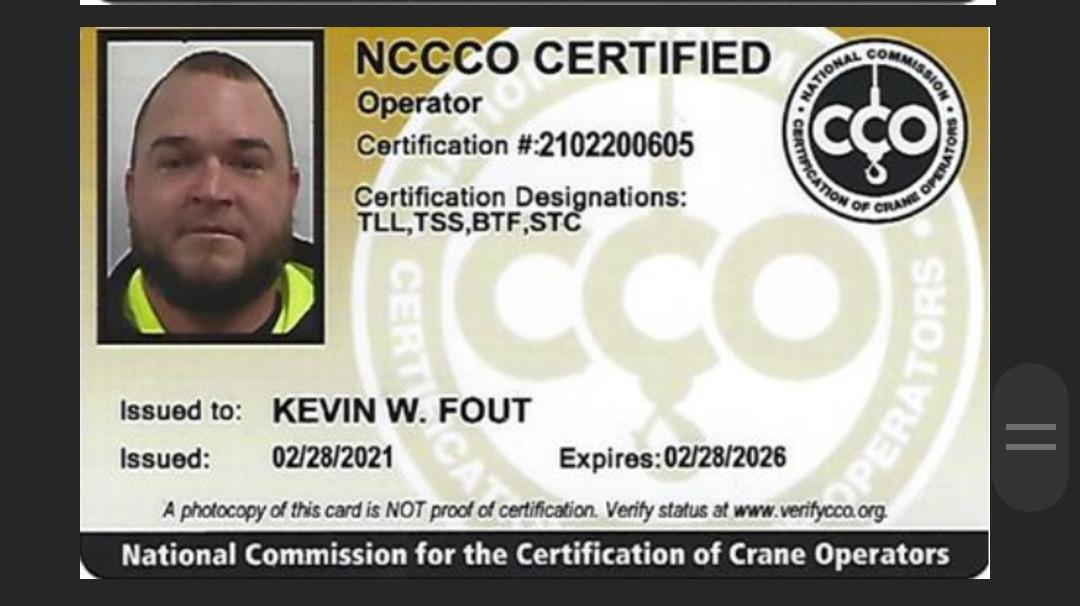 NCCCO CERTIFIED
Operator
Certification #:2102200605
Certification Designations:
TLL,TSS,BTF,STC
NATIONAL COMMISSION
CCO
CERTIFICATION OF CRANE OPERATORS
Issued to: KEVIN W. FOUT
Issued: 02/28/2021 Expires: 02/28/2026
A photocopy of this card is NOT proof of certification. Verify status at www.verifycco.org.
National Commission for the Certification of Crane Operators